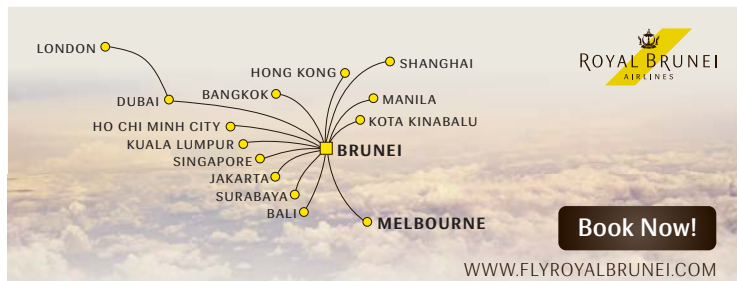 LONDON
SHANGHAI
ROYAL BRUNEI
AIRLINES
HONG KONG
DUBAI
BANGKOK
MANILA
HO CHI MINH CITY
KOTA KINABALU
KUALA LUMPUR
BRUNEI
SINGAPORE
JAKARTA
SURABAYA
BALI
MELBOURNE
Book Now!
WWW.FLYROYALBRUNEI.COM